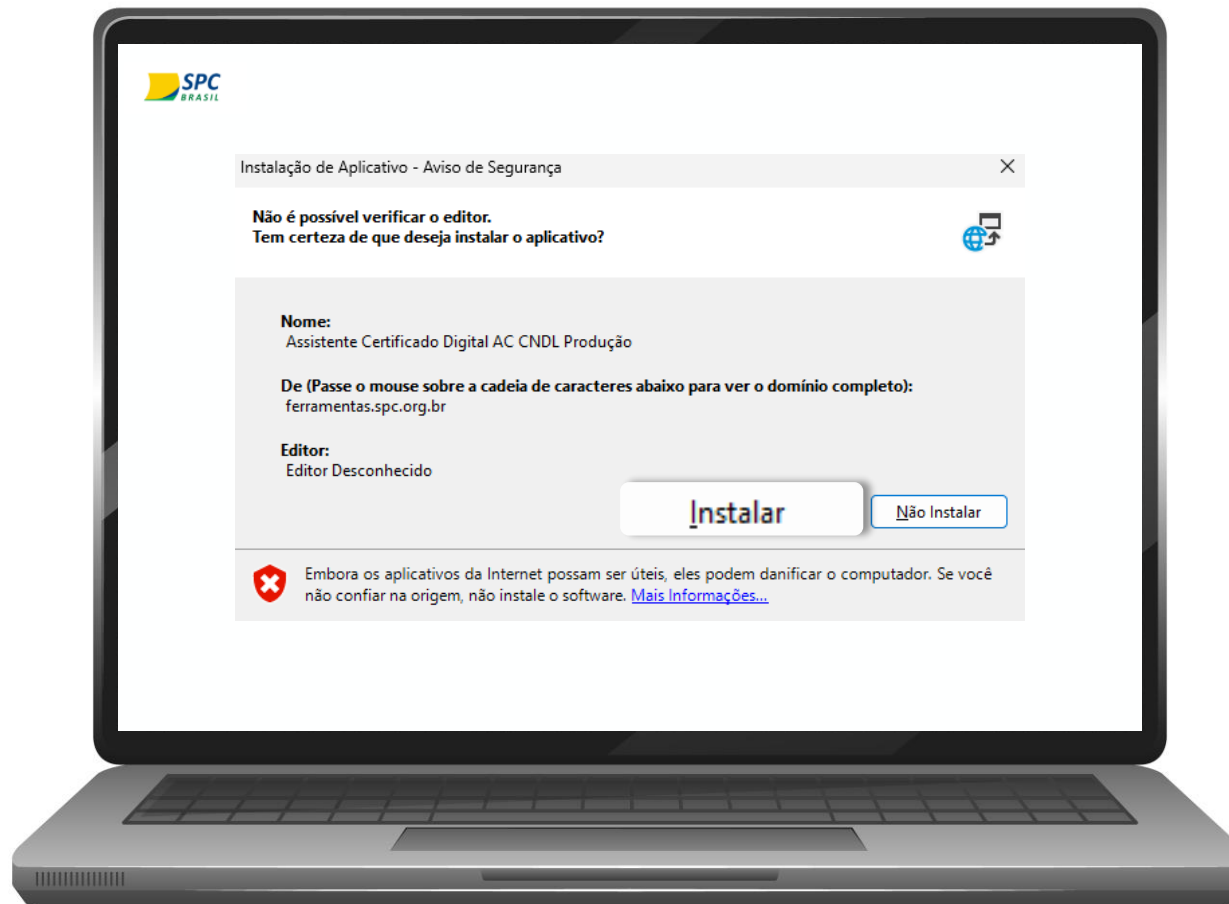 SPC
BRASIL
Instalação de Aplicativo - Aviso de Segurança
Não é possível verificar o editor.
Tem certeza de que deseja instalar o aplicativo?
Nome:
Assistente Certificado Digital AC CNDL Produção
De (Passe o mouse sobre a cadeia de caracteres abaixo para ver o domínio completo):
ferramentas.spc.org.br
Editor:
Editor Desconhecido
Instalar
Não Instalar
Embora os aplicativos da Internet possam ser úteis, eles podem danificar o computador. Se você
não confiar na origem, não instale o software. Mais Informações...